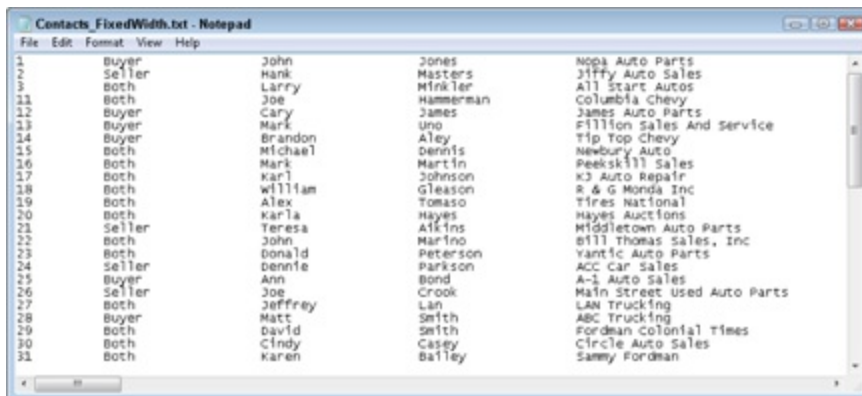 Contacts_FixedWidth.txt - Notepad
File Edit Format View Help
1 Buyer John Jones Nopa Auto Parts
2 Seller Hank Masters Jiffy Auto Sales
3 Both Larry Minkler All Start Autos
11 Both Joe Hammerman Columbia Chevy
12 Buyer Cary James James Auto Parts
13 Buyer Mark Uno Fillion Sales And Service
14 Buyer Brandon Aley Tip Top Chevy
15 Both Michael Dennis Newbury Auto
16 Both Mark Martin Peekskill Sales
17 Both Karl Johnson KJ Auto Repair
18 Both William Gleason R & G Monda Inc
19 Both Alex Tomaso Tires National
20 Both Karla Hayes Hayes Auctions
21 Seller Teresa Aikins Middletown Auto Parts
22 Both John Marino Bill Thomas Sales, Inc
23 Both Donald Peterson Yantic Auto Parts
24 Seller Dennie Parkson ACC Car Sales
25 Buyer Ann Bond A-1 Auto Sales
26 Seller Joe Crook Main Street Used Auto Parts
27 Both Jeffrey Lan LAN Trucking
28 Buyer Matt Smith ABC Trucking
29 Both David Smith Fordman Colonial Times
30 Both Cindy Casey Circle Auto Sales
31 Both Karen Bailey Sammy Fordman